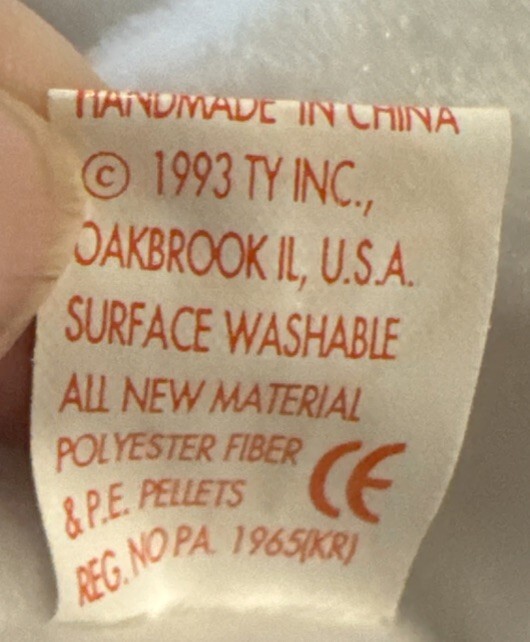 HANDMADE IN CHINA
© 1993 TY INC.,
OAKBROOK IL, U.S.A.
SURFACE WASHABLE
ALL NEW MATERIAL
POLYESTER FIBER
& P.E. PELLETS CE
REG. NO PA. 1965(KR)